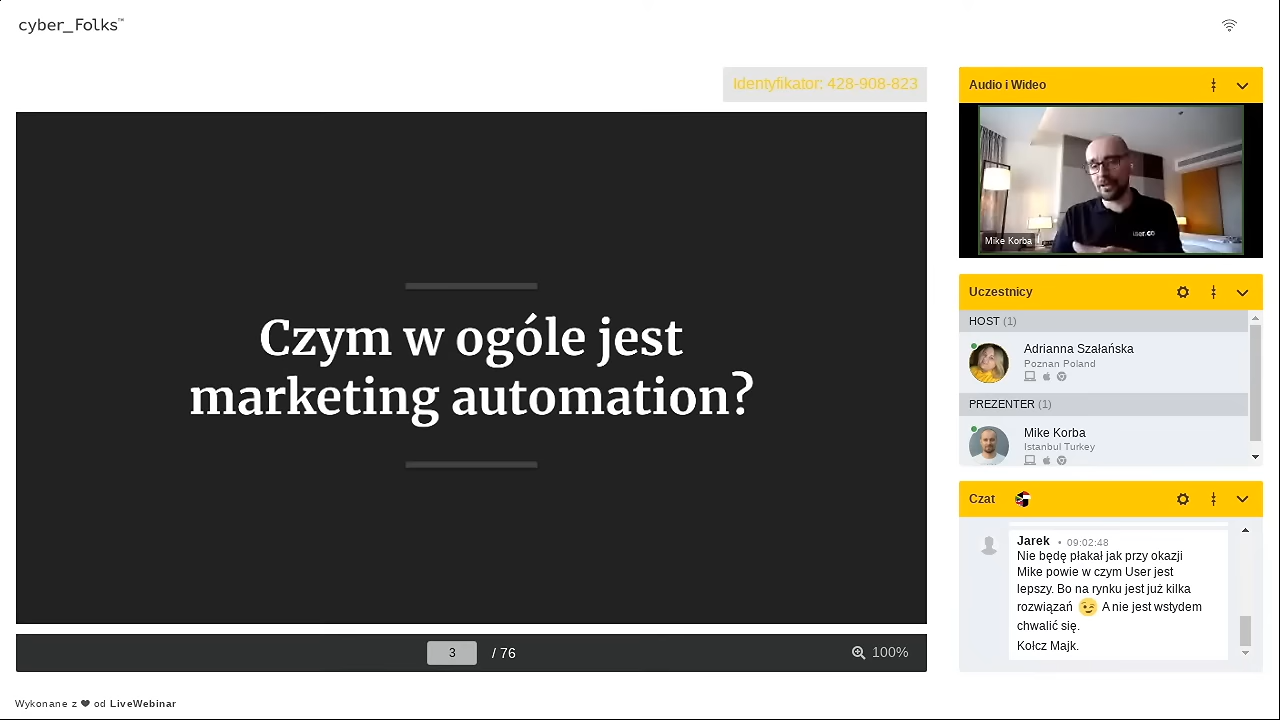 cyber_Folks™
Identyfikator: 428-908-823
Czym w ogóle jest
marketing automation?
3 / 76
100%
Wykonane z ❤ od LiveWebinar
Audio i Wideo
user.co
Mike Korba
Uczestnicy
HOST (1)
Adrianna Szałańska
Poznan Poland
PREZENTER (1)
Mike Korba
Istanbul Turkey
Czat
Jarek • 09:02:48
Nie będę płakał jak przy okazji
Mike powie w czym User jest
lepszy. Bo na rynku jest już kilka
rozwiązań 😉 A nie jest wstydem
chwalić się.
Kołcz Majk.